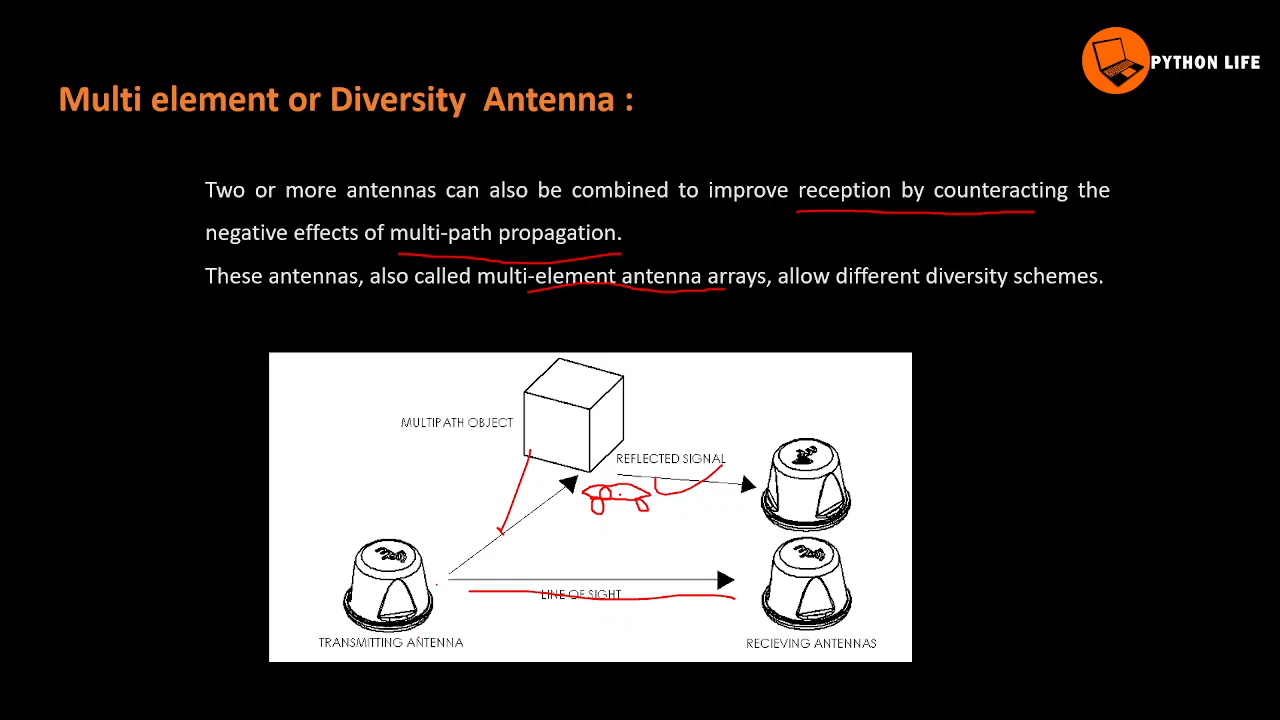 PYTHON LIFE
Multi element or Diversity Antenna :
Two or more antennas can also be combined to improve reception by counteracting the
negative effects of multi-path propagation.
These antennas, also called multi-element antenna arrays, allow different diversity schemes.
MULTIPATH OBJECT
REFLECTED SIGNAL
LINE OF SIGHT
TRANSMITTING ANTENNA
RECIEVING ANTENNAS